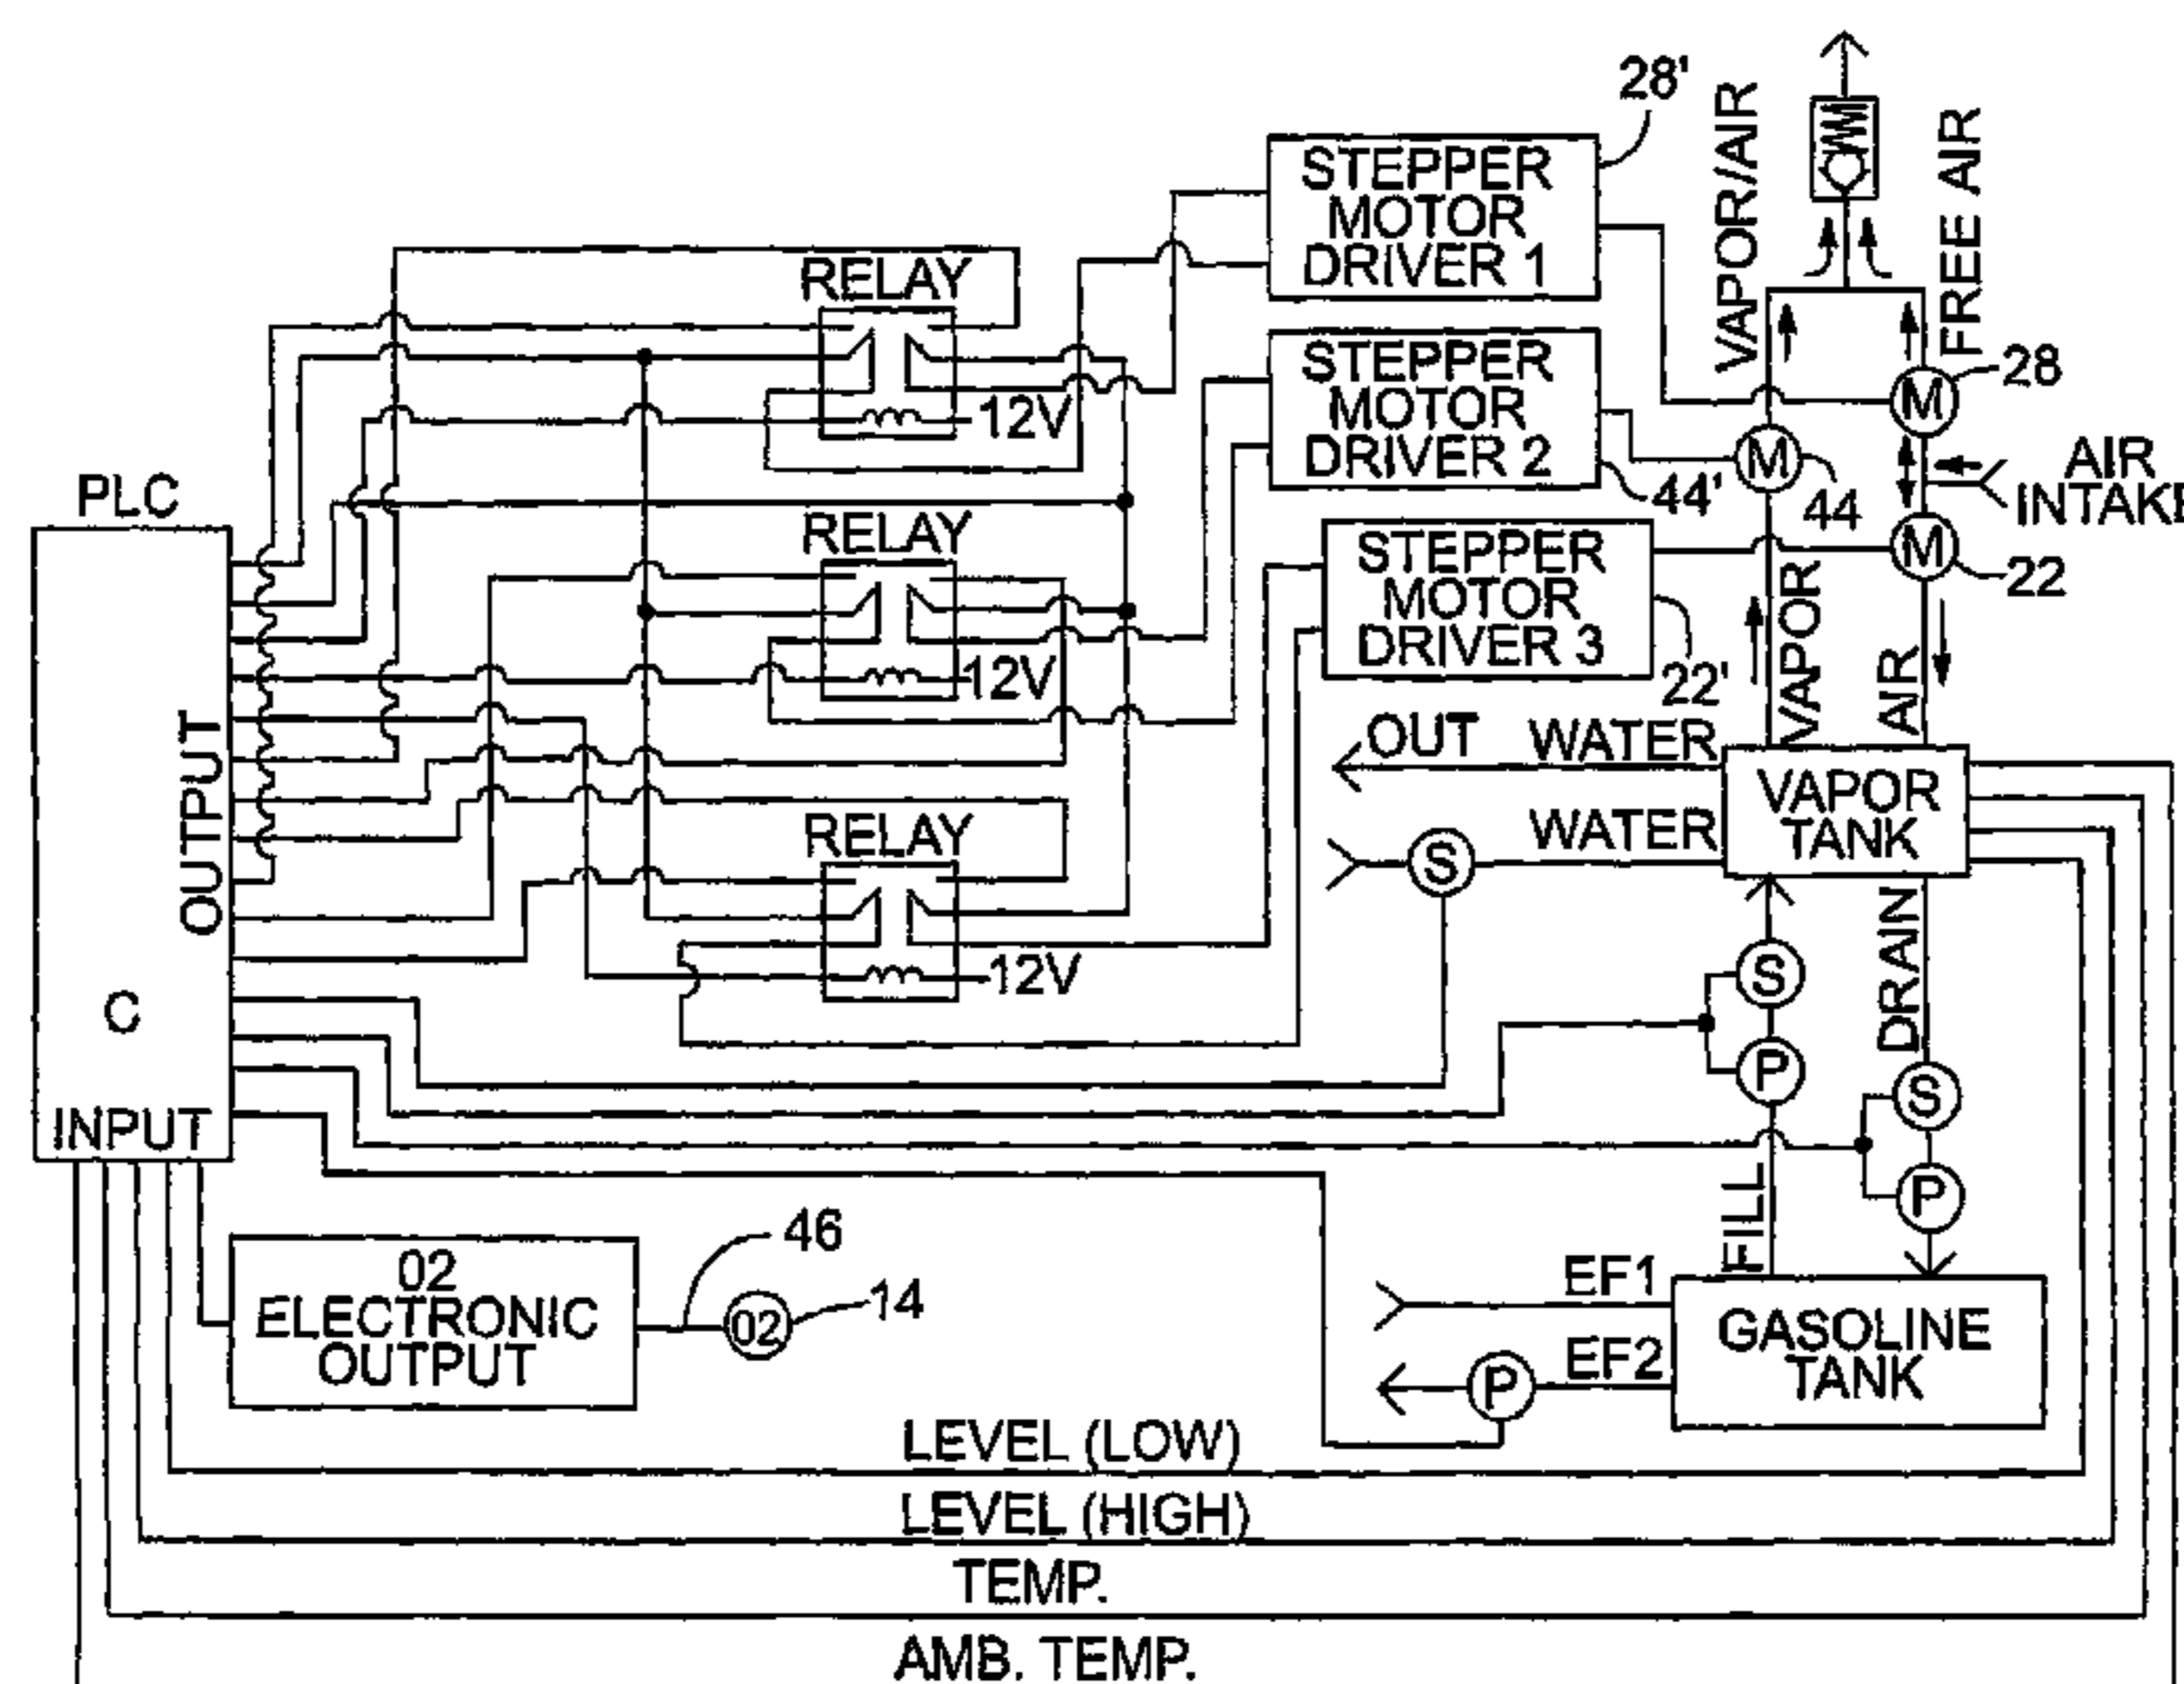 28'
VAPOR/AIR
FREE AIR
STEPPER
MOTOR
DRIVER 1
RELAY
28
M
12V
STEPPER
MOTOR
DRIVER 2
44'
M
44
AIR
INTAKE
PLC
RELAY
STEPPER
MOTOR
DRIVER 3
22'
M
22
12V
VAPOR
AIR
OUT WATER
WATER
VAPOR
TANK
OUTPUT
RELAY
S
12V
C
S
P
DRAIN
S
P
INPUT
FILL
02
ELECTRONIC
OUTPUT
46
02
14
EF1
EF2
P
GASOLINE
TANK
LEVEL (LOW)
LEVEL (HIGH)
TEMP.
AMB. TEMP.